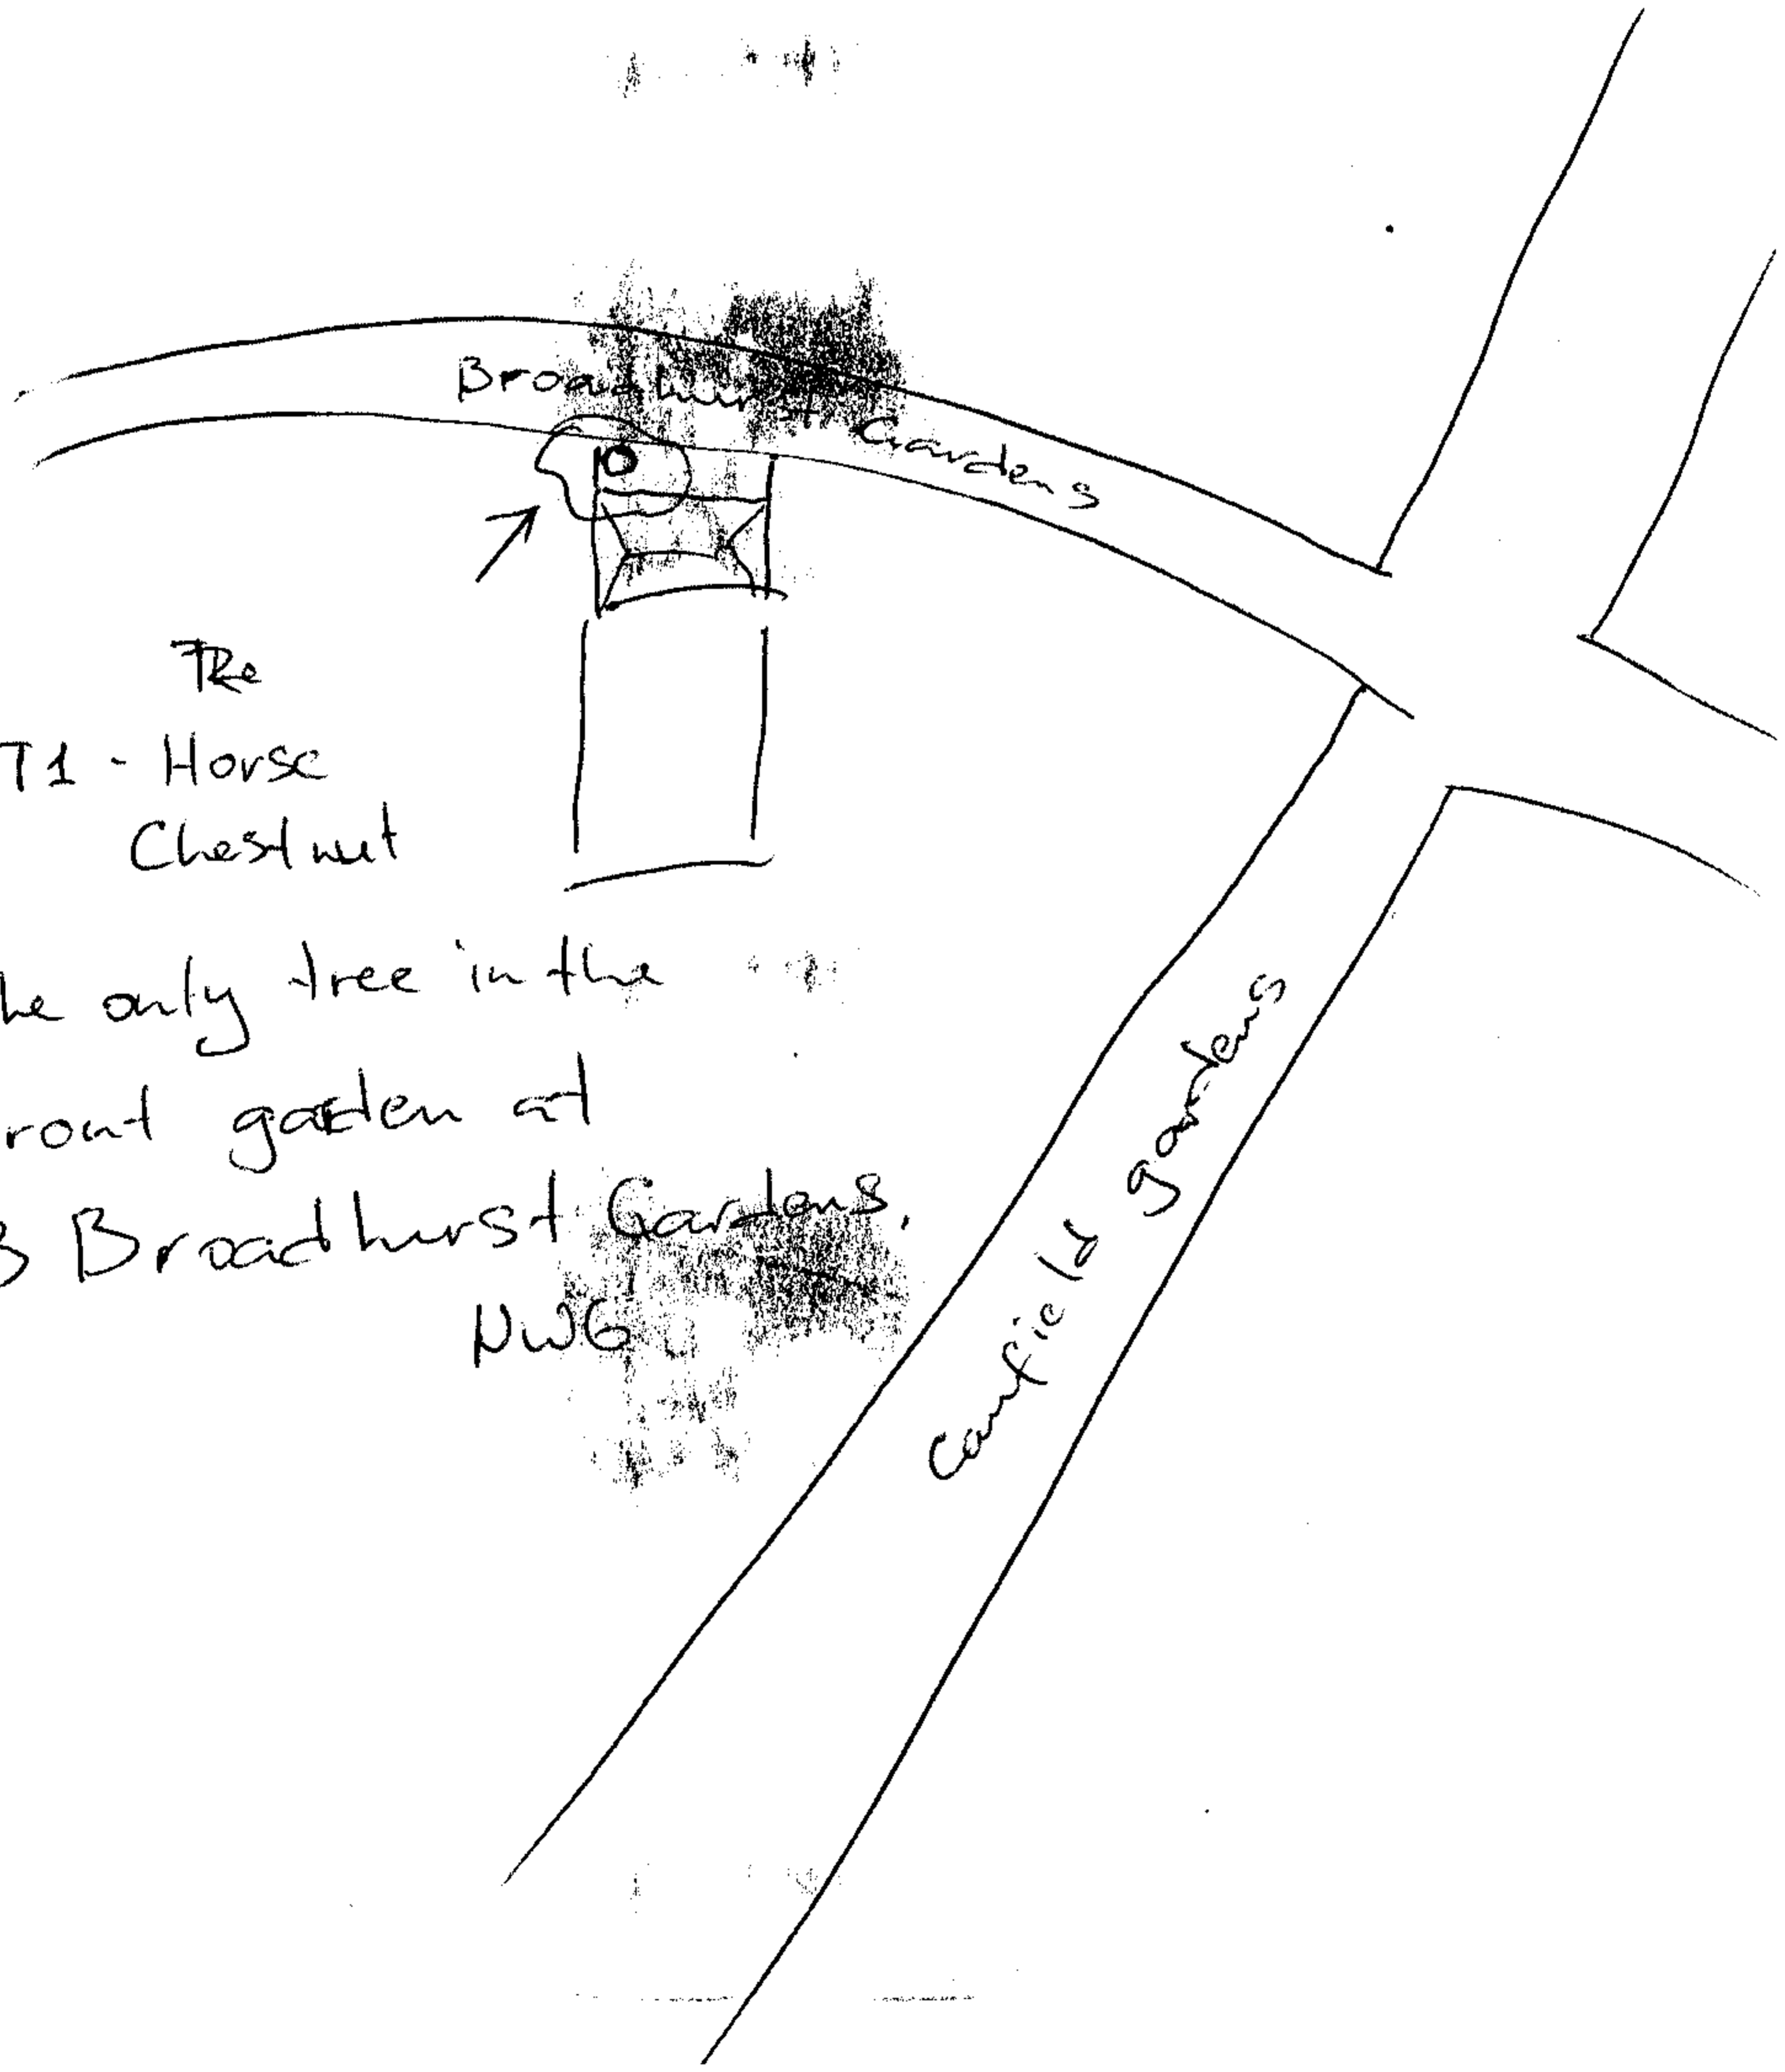 Broadhurst Gardens
The
T1 - Horse
Chestnut
he only tree in the
ront garden at
3 Broadhurst Gardens,
NW6
Canfield gardens